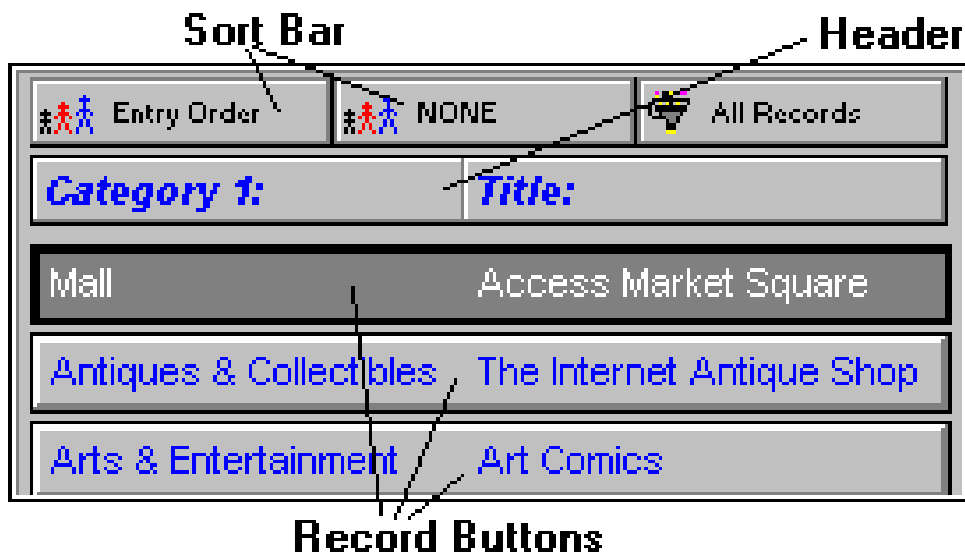 Sort Bar Header
Entry Order NONE All Records
Category 1: Title:
Mall Access Market Square
Antiques & Collectibles The Internet Antique Shop
Arts & Entertainment Art Comics
Record Buttons